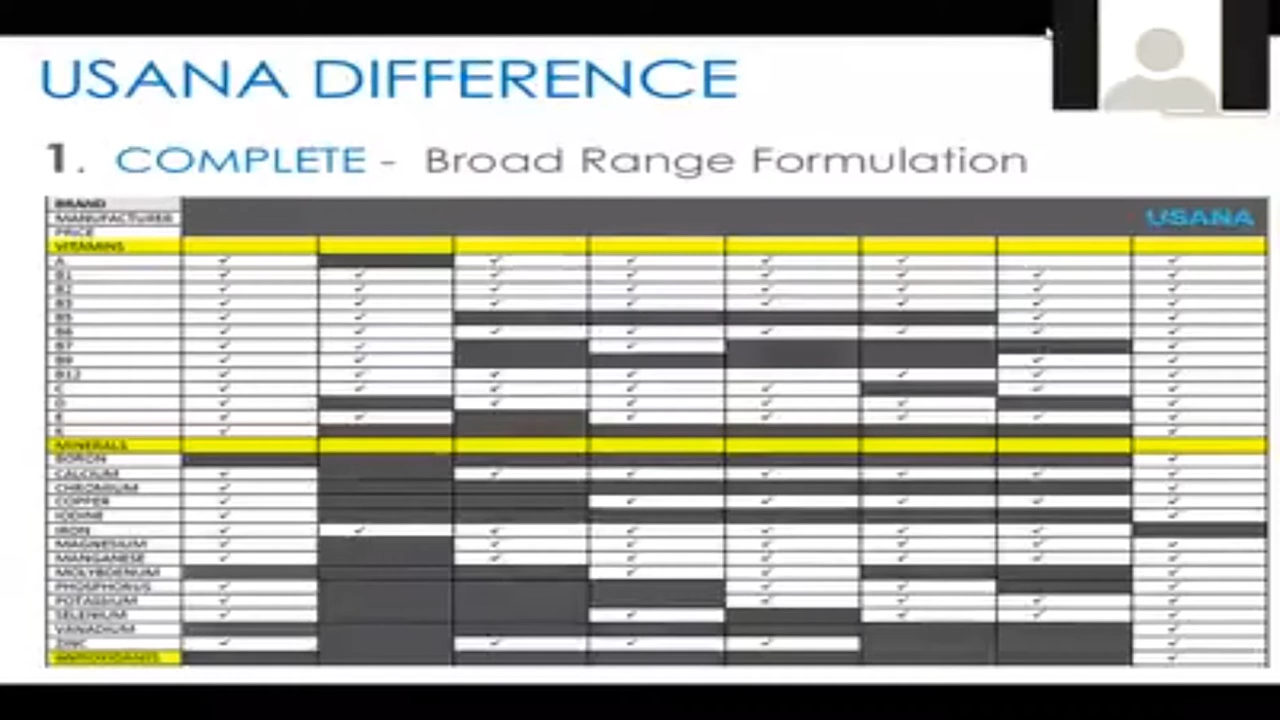 USANA DIFFERENCE
1. COMPLETE - Broad Range Formulation
BRAND
MANUFACTURER USANA
PRICE
VITAMINS
A
B1
B2
B3
B5
B6
B7
B9
B12
C
D
E
K
MINERALS
BORON
CALCIUM
CHROMIUM
COPPER
IODINE
IRON
MAGNESIUM
MANGANESE
MOLYBDENUM
PHOSPHORUS
POTASSIUM
SELENIUM
VANADIUM
ZINC
ANTIOXIDANTS